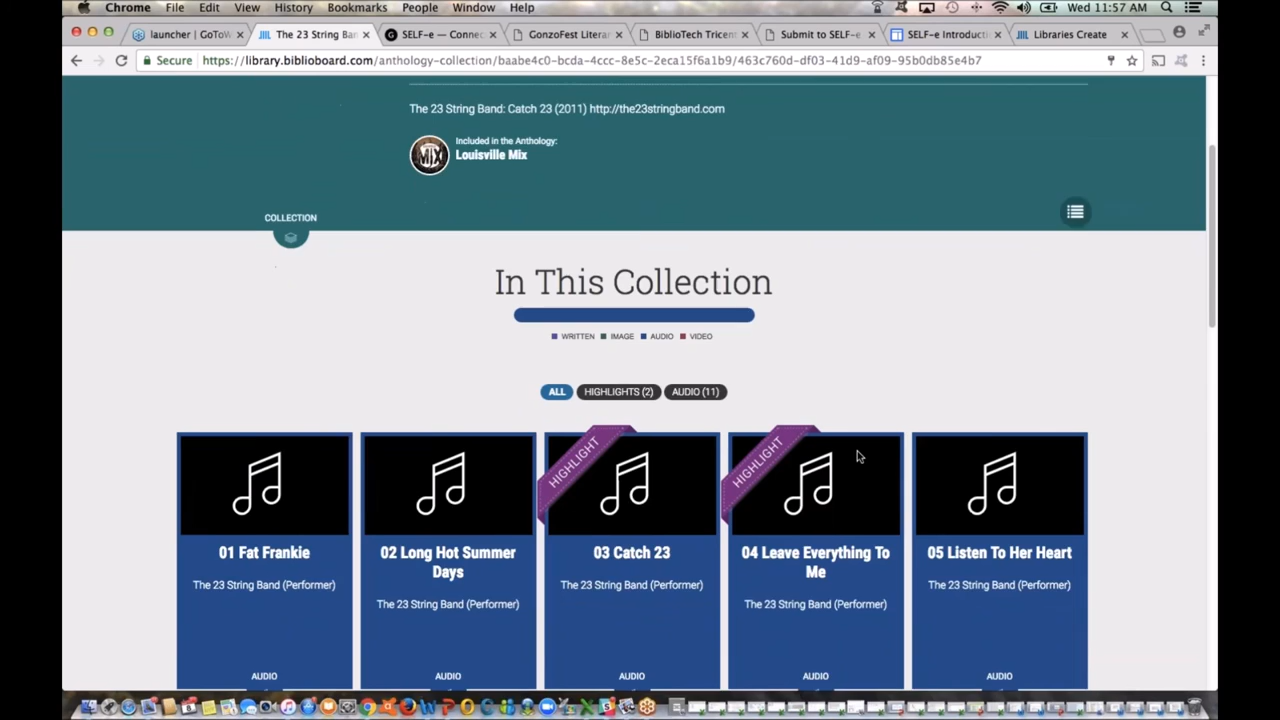 Chrome File Edit View History Bookmarks People Window Help Wed 11:57 AM
launcher | GoToW The 23 String Ban SELF-e — Connec GonzoFest Literar BiblioTech Tricent Submit to SELF-e SELF-e Introducti Libraries Create
Secure https://library.biblioboard.com/anthology-collection/baabe4c0-bcda-4ccc-8e5c-2eca15f6a1b9/463c760d-df03-41d9-af09-95b0db85e4b7
The 23 String Band: Catch 23 (2011) http://the23stringband.com
MIX
Included in the Anthology:
Louisville Mix
COLLECTION
In This Collection
WRITTEN IMAGE AUDIO VIDEO
ALL HIGHLIGHTS (2) AUDIO (11)
HIGHLIGHT HIGHLIGHT
01 Fat Frankie
The 23 String Band (Performer)
AUDIO
02 Long Hot Summer
Days
The 23 String Band (Performer)
AUDIO
03 Catch 23
The 23 String Band (Performer)
AUDIO
04 Leave Everything To
Me
The 23 String Band (Performer)
AUDIO
05 Listen To Her Heart
The 23 String Band (Performer)
AUDIO